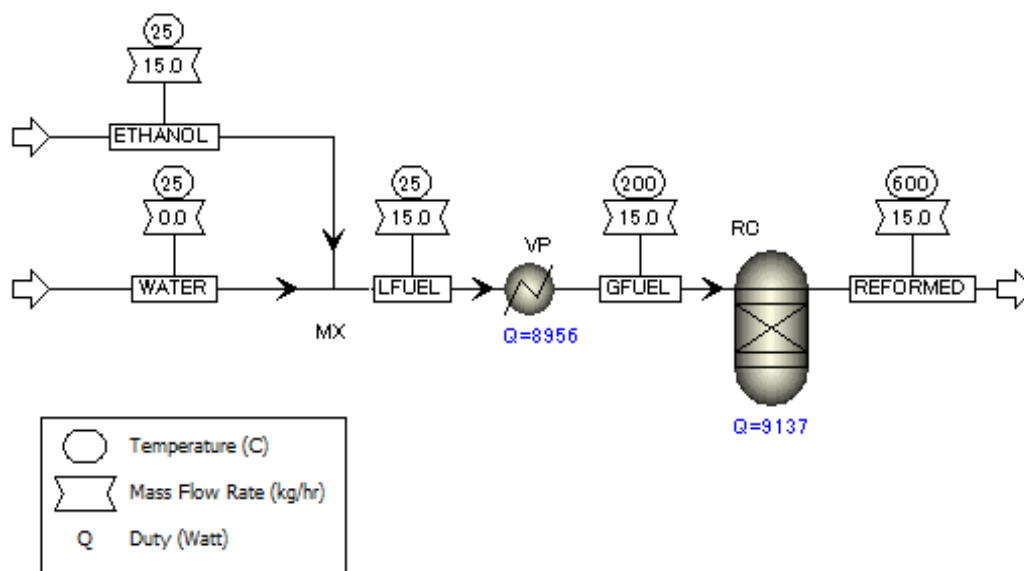 25
15.0
ETHANOL
25
0.0
WATER
MX
25
15.0
LFUEL
VP
Q=8956
200
15.0
GFUEL
RC
Q=9137
600
15.0
REFORMED
Temperature (C)
Mass Flow Rate (kg/hr)
Q Duty (Watt)